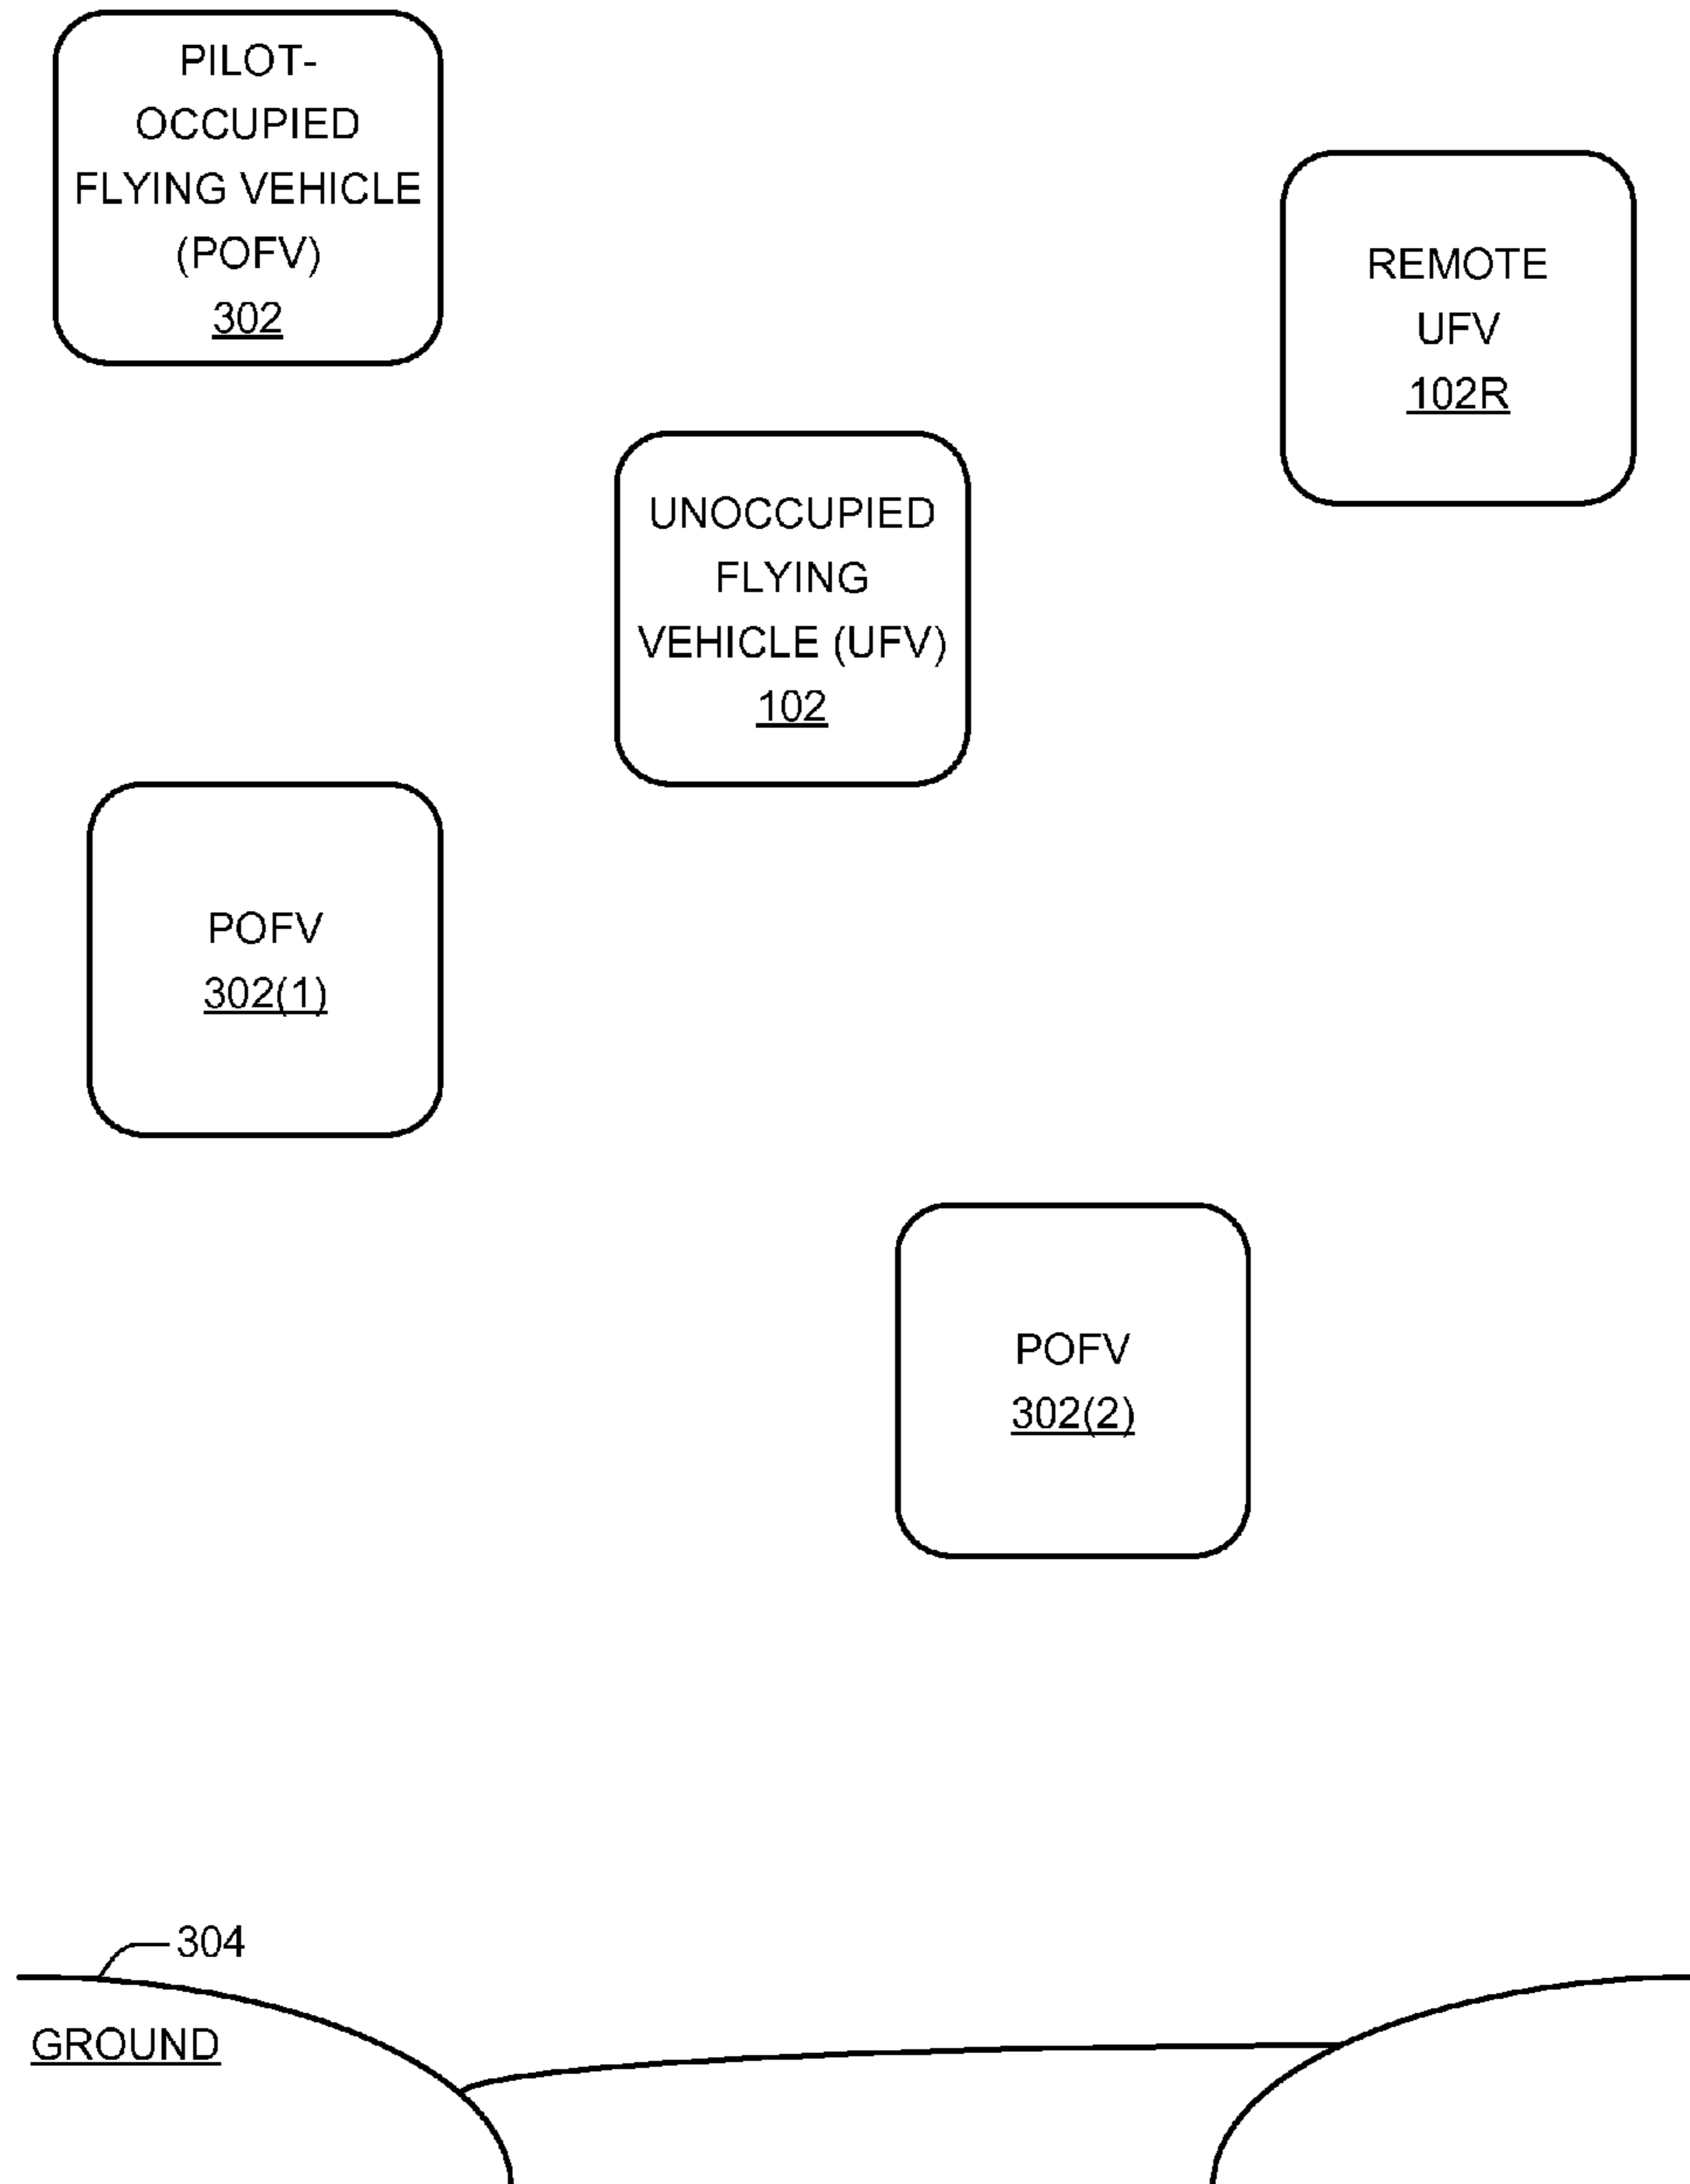 PILOT-
OCCUPIED
FLYING VEHICLE
(POFV)
302
REMOTE
UFV
102R
UNOCCUPIED
FLYING
VEHICLE (UFV)
102
POFV
302(1)
POFV
302(2)
304
GROUND